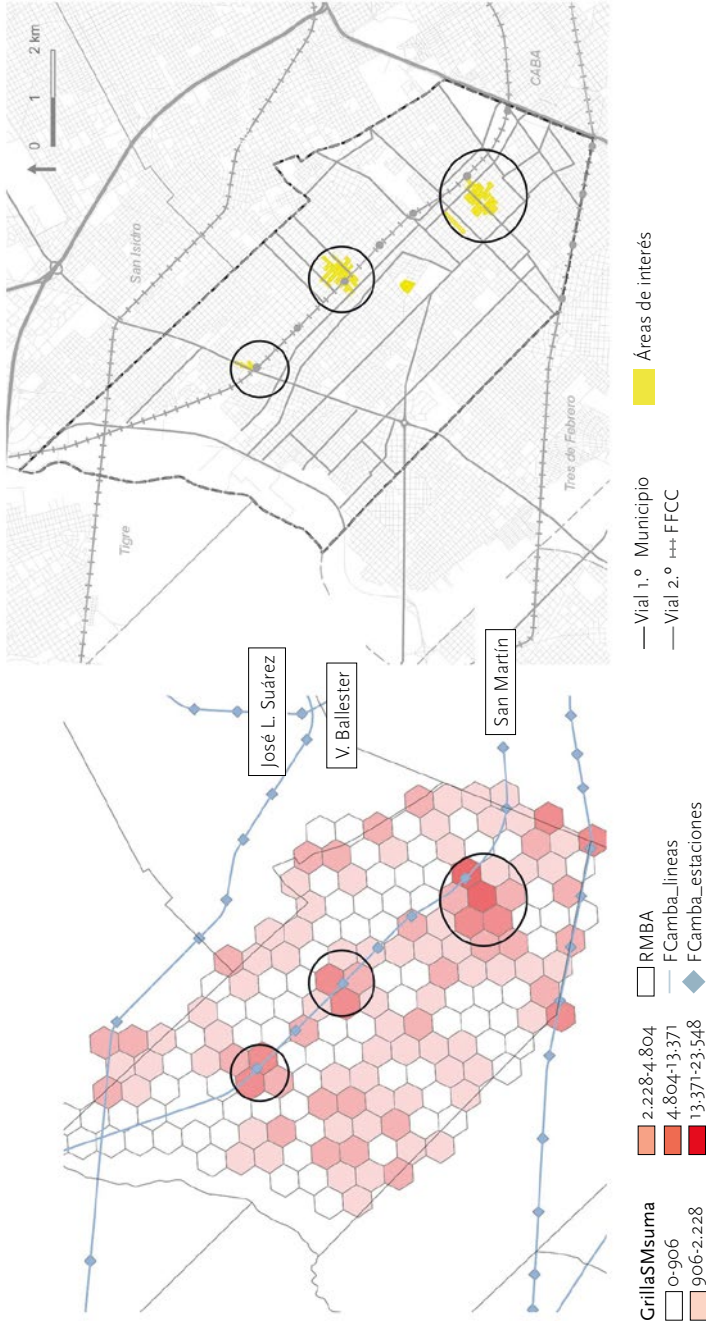 José L. Suárez
V. Ballester
San Martín
GrillaSMsuma
0-906
906-2.228
2.228-4.804
4.804-13.371
13.371-23.548
RMBA
FCamba_lineas
FCamba_estaciones
0 1 2 km
San Isidro
Tigre
CABA
Tres de Febrero
Vial 1.º Municipio
Vial 2.º FFCC
Áreas de interés